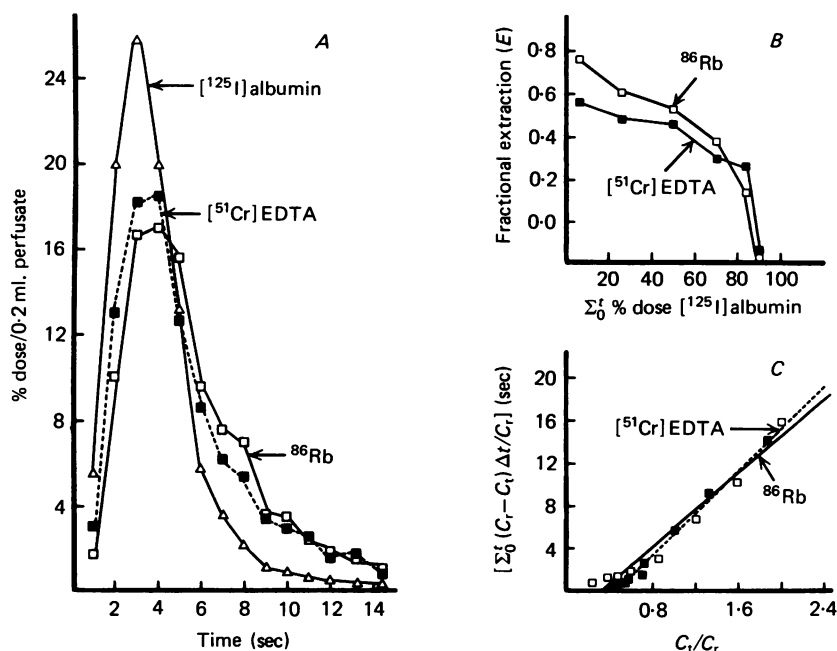 A
24
20
16
12
8
4
% dose/0·2 ml. perfusate
[¹²⁵I]albumin
[⁵¹Cr]EDTA
⁸⁶Rb
2 4 6 8 10 12 14
Time (sec)
B
0·8
0·6
0·4
0·2
0·0
Fractional extraction (E)
⁸⁶Rb
[⁵¹Cr]EDTA
20 40 60 80 100
Σ₀ᵗ % dose [¹²⁵I]albumin
C
20
16
12
8
4
[Σ₀ᵗ (Cᵣ–Cₜ) Δt/Cᵣ] (sec)
[⁵¹Cr]EDTA
⁸⁶Rb
0·8 1·6 2·4
Cₜ/Cᵣ